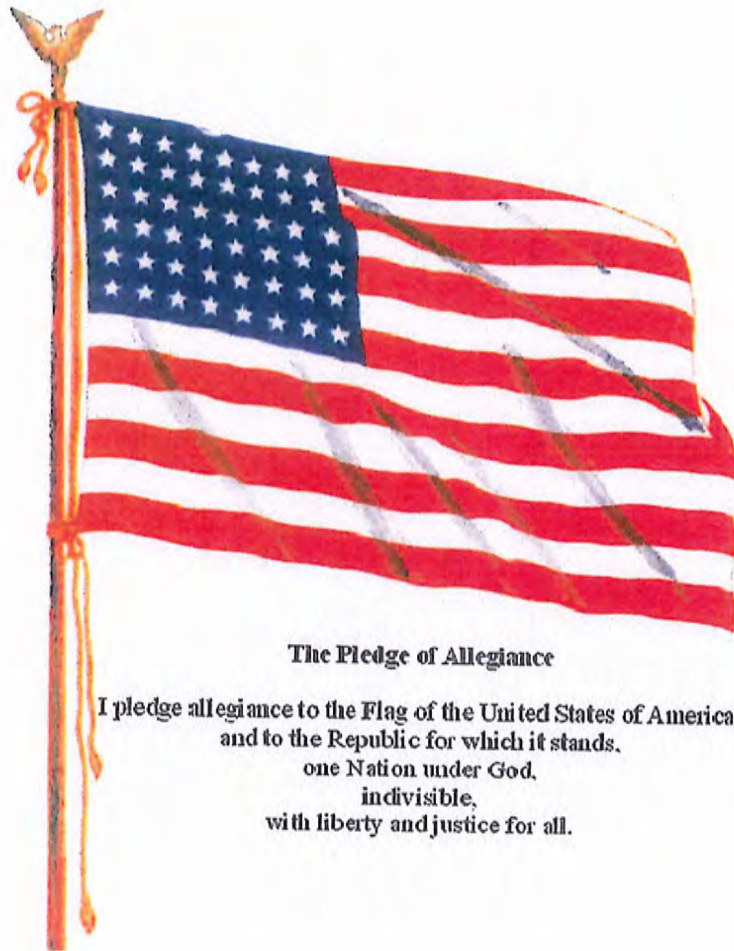 The Pledge of Allegiance
I pledge allegiance to the Flag of the United States of America
and to the Republic for which it stands,
one Nation under God,
indivisible,
with liberty and justice for all.